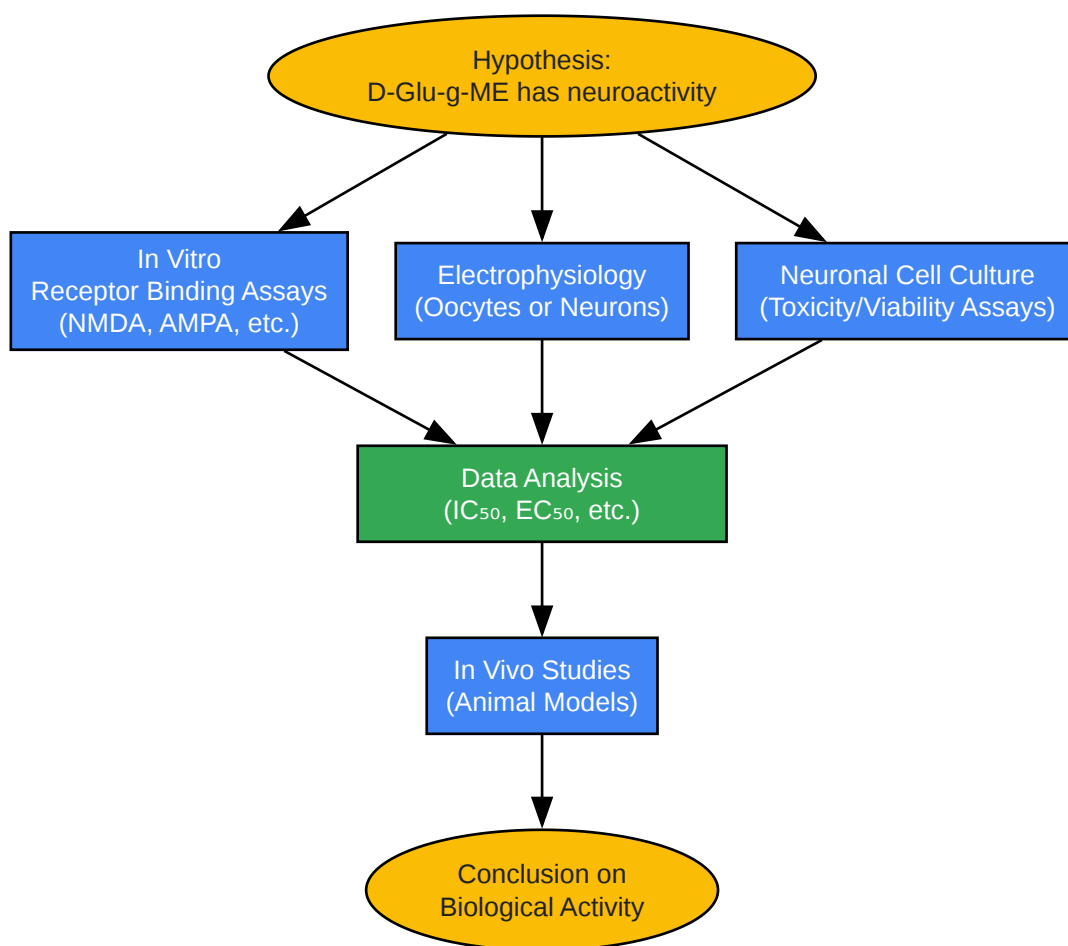 Hypothesis:
D-Glu-g-ME has neuroactivity
In Vitro
Receptor Binding Assays
(NMDA, AMPA, etc.)
Electrophysiology
(Oocytes or Neurons)
Neuronal Cell Culture
(Toxicity/Viability Assays)
Data Analysis
(IC₅₀, EC₅₀, etc.)
In Vivo Studies
(Animal Models)
Conclusion on
Biological Activity